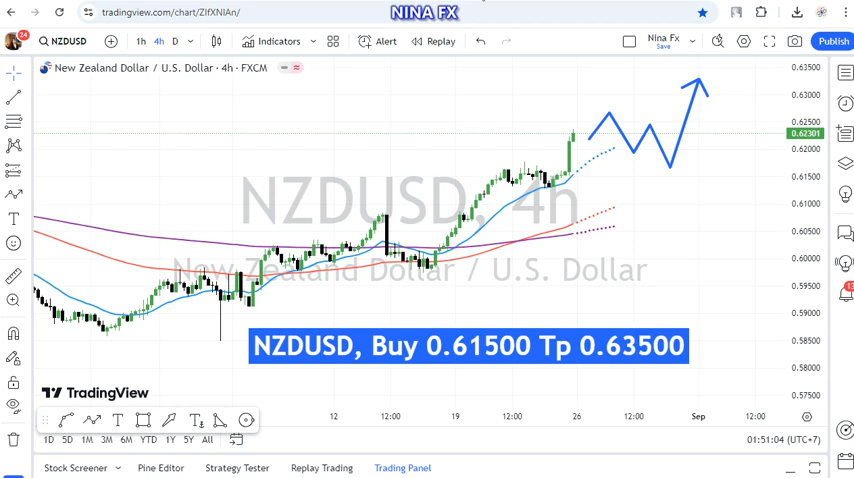 tradingview.com/chart/ZIfXNIAn/
NINA FX
24
NZDUSD
1h 4h D
Indicators
Alert
Replay
Nina Fx
Save
Publish
New Zealand Dollar / U.S. Dollar · 4h · FXCM
0.63500
0.63000
0.62500
0.62301
0.62000
0.61500
0.61000
0.60500
0.60000
0.59500
0.59000
0.58500
0.58000
0.57500
NZDUSD, 4h
New Zealand Dollar / U.S. Dollar
NZDUSD, Buy 0.61500 Tp 0.63500
TradingView
12 12:00 19 12:00 26 12:00 Sep 12:00
1D 5D 1M 3M 6M YTD 1Y 5Y All
01:51:04 (UTC+7)
Stock Screener Pine Editor Strategy Tester Replay Trading Trading Panel